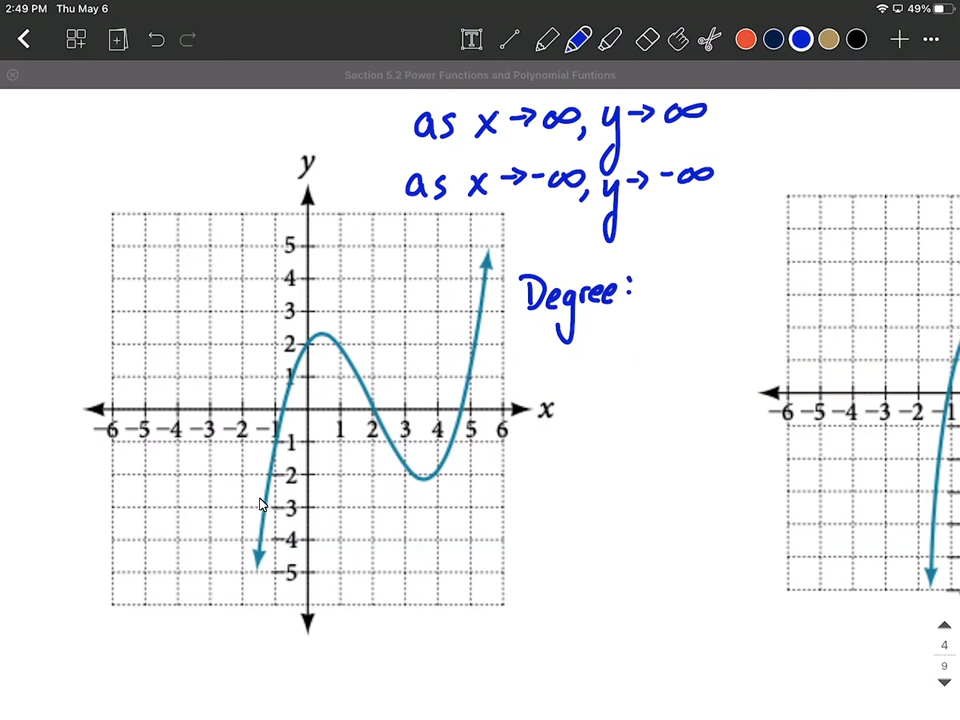 2:49 PM Thu May 6
49%
T
Section 5.2 Power Functions and Polynomial Funtions
as x → ∞, y → ∞
as x → -∞, y → -∞
Degree:
y
5
4
3
2
1
-6 -5 -4 -3 -2 -1 1 2 3 4 5 6 x
-1
-2
-3
-4
-5
-6 -5 -4 -3 -2 -1
4
9